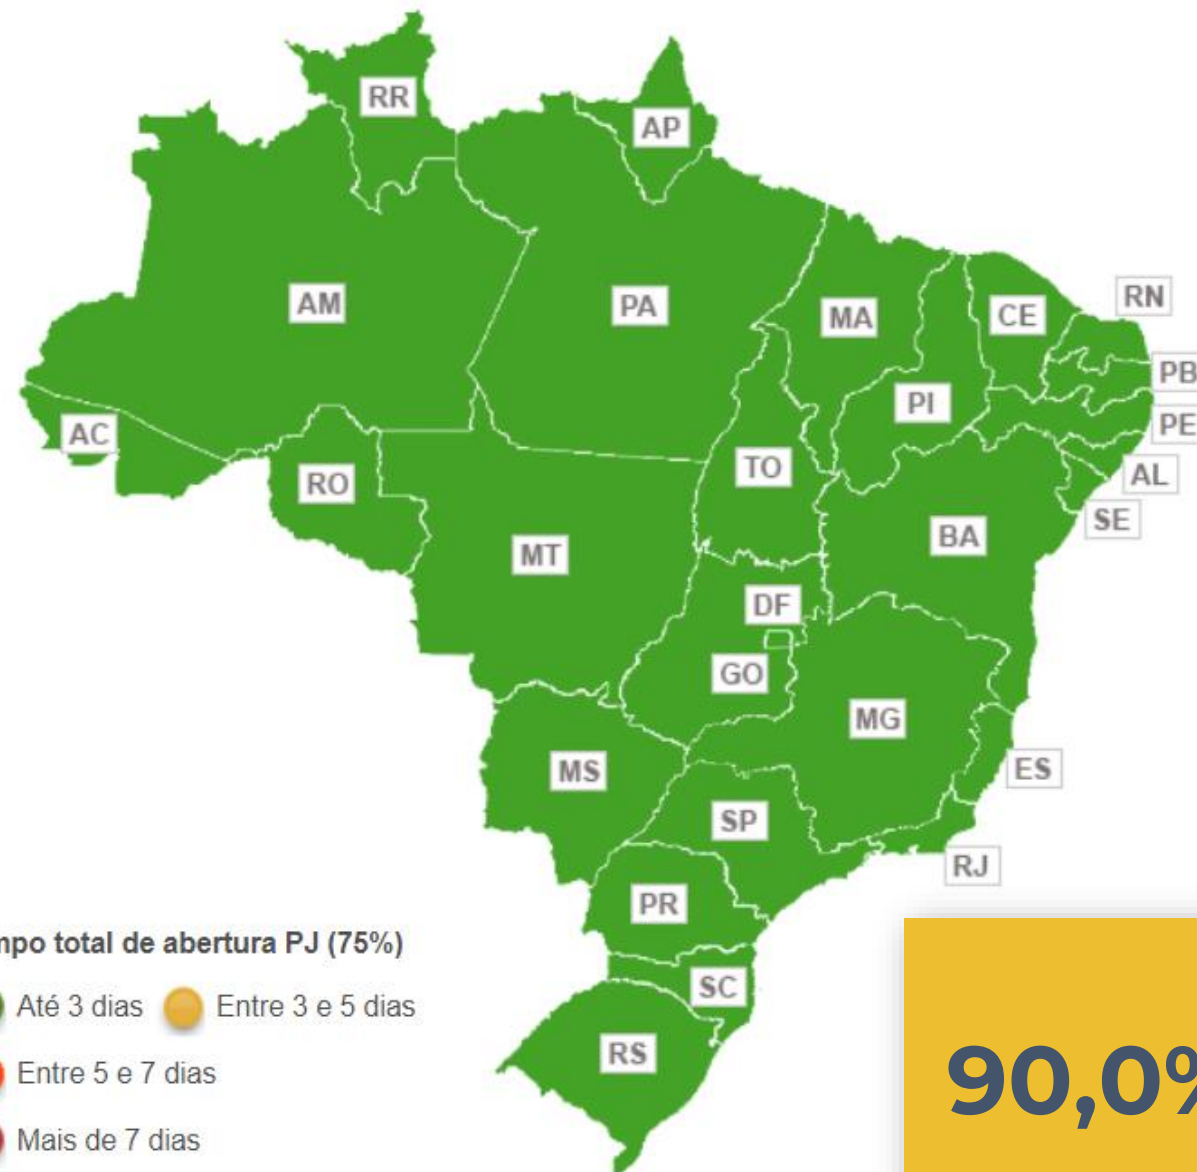 RR
AP
AM
PA
MA
CE
RN
PB
PI
PE
AC
TO
AL
RO
SE
BA
MT
DF
GO
MG
MS
ES
SP
RJ
PR
mpo total de abertura PJ (75%)
SC
Até 3 dias Entre 3 e 5 dias
RS
Entre 5 e 7 dias
90,0%
Mais de 7 dias